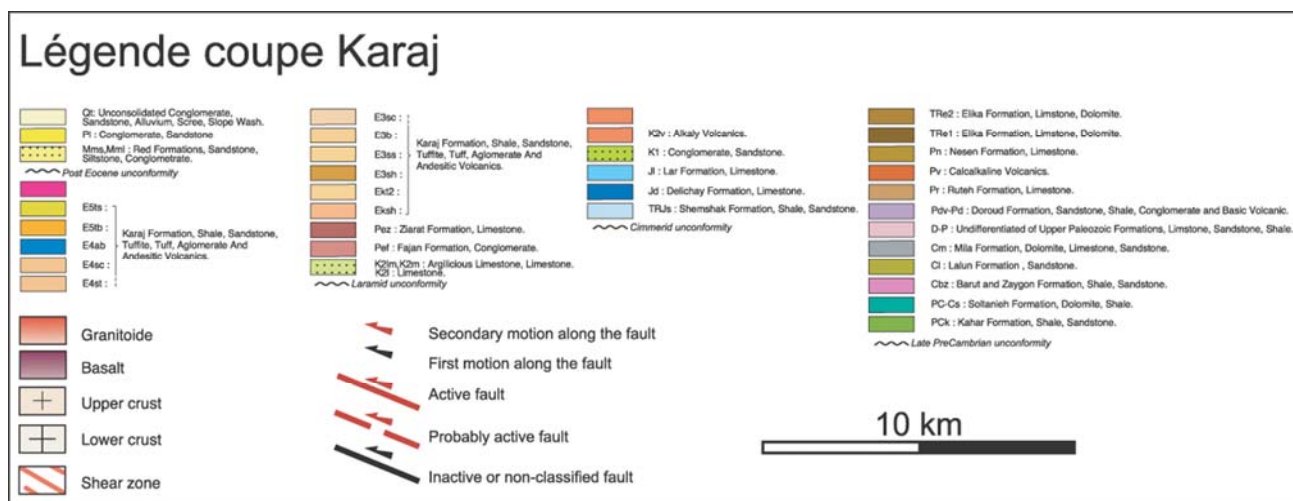 Légende coupe Karaj
Qt: Unconsolidated Conglomerate,
Sandstone, Alluvium, Scree, Slope Wash.
Pl : Conglomerate, Sandstone
Mms,Mml : Red Formations, Sandstone,
Siltstone, Conglometrate.
Post Eocene unconformity
E5ts :
E5tb :
E4ab
E4sc :
E4st :
Karaj Formation, Shale, Sandstone,
Tuffite, Tuff, Aglomerate And
Andesitic Volcanics.
E3sc :
E3b :
E3ss :
E3sh :
Ekt2 :
Eksh :
Karaj Formation, Shale, Sandstone,
Tuffite, Tuff, Aglomerate And
Andesitic Volcanics.
Pez: Ziarat Formation, Limestone.
Pef : Fajan Formation, Conglomerate.
K2lm,K2m : Argilicious Limestone, Limestone.
K2l : Limestone.
Laramid unconformity
K2v : Alkaly Volcanics.
K1 : Conglomerate, Sandstone.
Jl : Lar Formation, Limestone.
Jd : Delichay Formation, Limestone.
TRJs : Shemshak Formation, Shale, Sandstone.
Cimmerid unconformity
TRe2 : Elika Formation, Limstone, Dolomite.
TRe1 : Elika Formation, Limstone, Dolomite.
Pn : Nesen Formation, Limestone.
Pv : Calcalkaline Volcanics.
Pr : Ruteh Formation, Limestone.
Pdv-Pd : Doroud Formation, Sandstone, Shale, Conglomerate and Basic Volcanic.
D-P : Undifferentiated of Upper Paleozoic Formations, Limstone, Sandstone, Shale.
Cm : Mila Formation, Dolomite, Limestone, Sandstone.
Cl : Lalun Formation , Sandstone.
Cbz : Barut and Zaygon Formation, Shale, Sandstone.
PC-Cs : Soltanieh Formation, Dolomite, Shale.
PCk : Kahar Formation, Shale, Sandstone.
Late PreCambrian unconformity
Granitoide
Basalt
Upper crust
Lower crust
Shear zone
Secondary motion along the fault
First motion along the fault
Active fault
Probably active fault
Inactive or non-classified fault
10 km